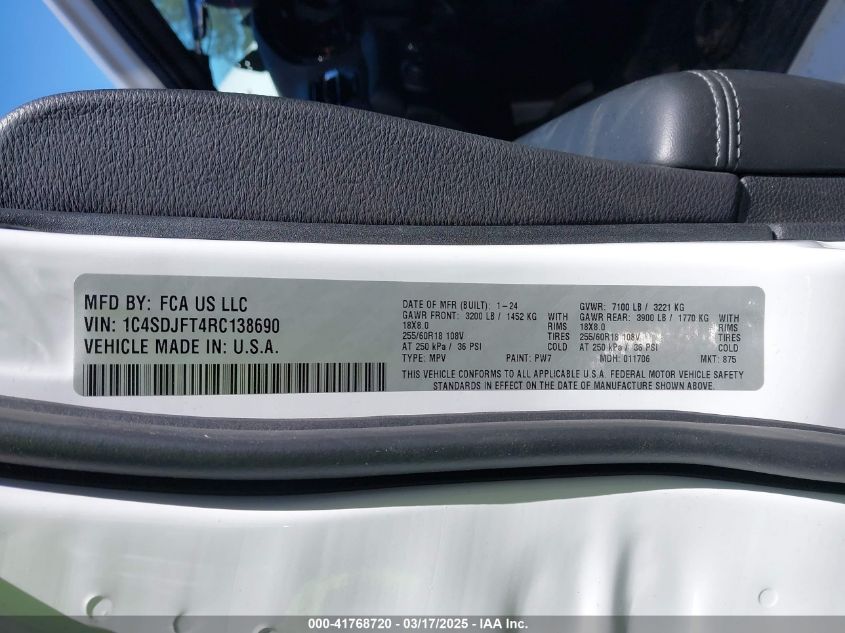 MFD BY: FCA US LLC
VIN: 1C4SDJFT4RC138690
VEHICLE MADE IN: U.S.A.
DATE OF MFR (BUILT): 1-24
GAWR FRONT: 3200 LB / 1452 KG WITH
18X8.0 RIMS
255/60R18 108V TIRES
AT 250 kPa / 36 PSI COLD
TYPE: MPV PAINT: PW7
GVWR: 7100 LB / 3221 KG
GAWR REAR: 3900 LB / 1770 KG WITH
18X8.0 RIMS
255/60R18 108V TIRES
AT 250 kPa / 36 PSI COLD
MDH: 011706 MKT: 875
THIS VEHICLE CONFORMS TO ALL APPLICABLE U.S.A. FEDERAL MOTOR VEHICLE SAFETY
STANDARDS IN EFFECT ON THE DATE OF MANUFACTURE SHOWN ABOVE.
000-41768720 - 03/17/2025 - IAA Inc.